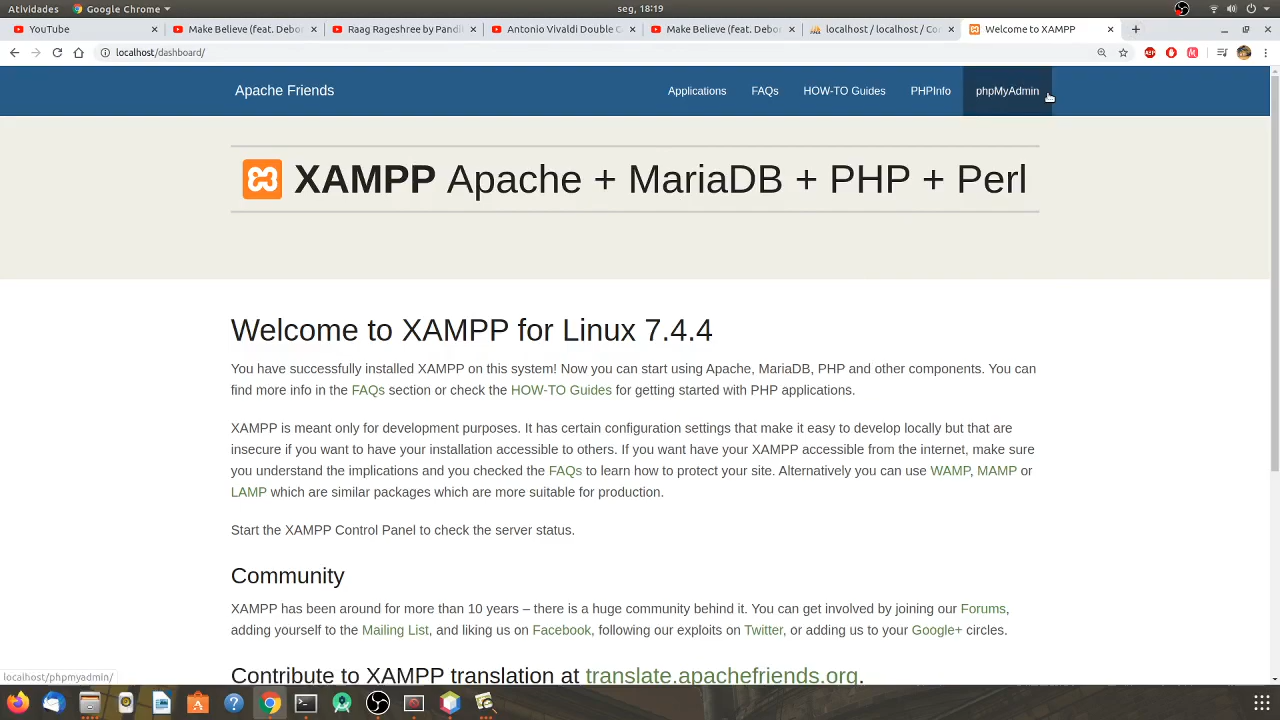 Atividades Google Chrome seg, 18:19
YouTube Make Believe (feat. Debor Raag Rageshree by Pandi Antonio Vivaldi Double C Make Believe (feat. Debor localhost / localhost / Co Welcome to XAMPP
localhost/dashboard/
Apache Friends Applications FAQs HOW-TO Guides PHPInfo phpMyAdmin
XAMPP Apache + MariaDB + PHP + Perl
Welcome to XAMPP for Linux 7.4.4
You have successfully installed XAMPP on this system! Now you can start using Apache, MariaDB, PHP and other components. You can
find more info in the FAQs section or check the HOW-TO Guides for getting started with PHP applications.
XAMPP is meant only for development purposes. It has certain configuration settings that make it easy to develop locally but that are
insecure if you want to have your installation accessible to others. If you want have your XAMPP accessible from the internet, make sure
you understand the implications and you checked the FAQs to learn how to protect your site. Alternatively you can use WAMP, MAMP or
LAMP which are similar packages which are more suitable for production.
Start the XAMPP Control Panel to check the server status.
Community
XAMPP has been around for more than 10 years – there is a huge community behind it. You can get involved by joining our Forums,
adding yourself to the Mailing List, and liking us on Facebook, following our exploits on Twitter, or adding us to your Google+ circles.
Contribute to XAMPP translation at translate.apachefriends.org.
localhost/phpmyadmin/